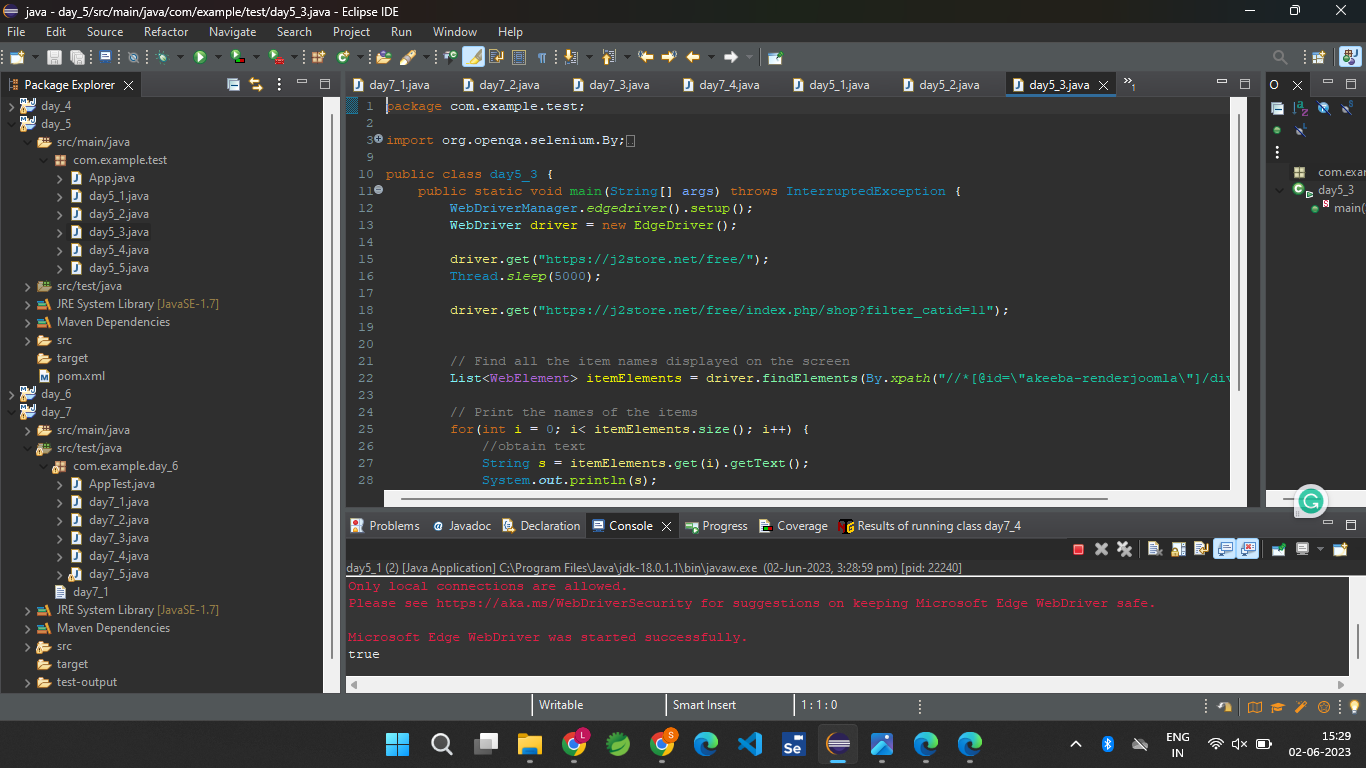 java - day_5/src/main/java/com/example/test/day5_3.java - Eclipse IDE
File Edit Source Refactor Navigate Search Project Run Window Help
Package Explorer
day_4
day_5
src/main/java
com.example.test
App.java
day5_1.java
day5_2.java
day5_3.java
day5_4.java
day5_5.java
src/test/java
JRE System Library [JavaSE-1.7]
Maven Dependencies
src
target
pom.xml
day_6
day_7
src/main/java
src/test/java
com.example.day_6
AppTest.java
day7_1.java
day7_2.java
day7_3.java
day7_4.java
day7_5.java
day7_1
JRE System Library [JavaSE-1.7]
Maven Dependencies
src
target
test-output
day7_1.java day7_2.java day7_3.java day7_4.java day5_1.java day5_2.java day5_3.java 1
1 package com.example.test;
2
3 import org.openqa.selenium.By;
9
10 public class day5_3 {
11 public static void main(String[] args) throws InterruptedException {
12 WebDriverManager.edgedriver().setup();
13 WebDriver driver = new EdgeDriver();
14
15 driver.get("https://j2store.net/free/");
16 Thread.sleep(5000);
17
18 driver.get("https://j2store.net/free/index.php/shop?filter_catid=11");
19
20
21 // Find all the item names displayed on the screen
22 List<WebElement> itemElements = driver.findElements(By.xpath("//*[@id=\"akeeba-renderjoomla\"]/div
23
24 // Print the names of the items
25 for(int i = 0; i< itemElements.size(); i++) {
26 //obtain text
27 String s = itemElements.get(i).getText();
28 System.out.println(s);
O
com.exar
day5_3
main(
Problems Javadoc Declaration Console Progress Coverage Results of running class day7_4
day5_1 (2) [Java Application] C:\Program Files\Java\jdk-18.0.1.1\bin\javaw.exe (02-Jun-2023, 3:28:59 pm) [pid: 22240]
Only local connections are allowed.
Please see https://aka.ms/WebDriverSecurity for suggestions on keeping Microsoft Edge WebDriver safe.
Microsoft Edge WebDriver was started successfully.
true
Writable Smart Insert 1 : 1 : 0
ENG
IN
15:29
02-06-2023